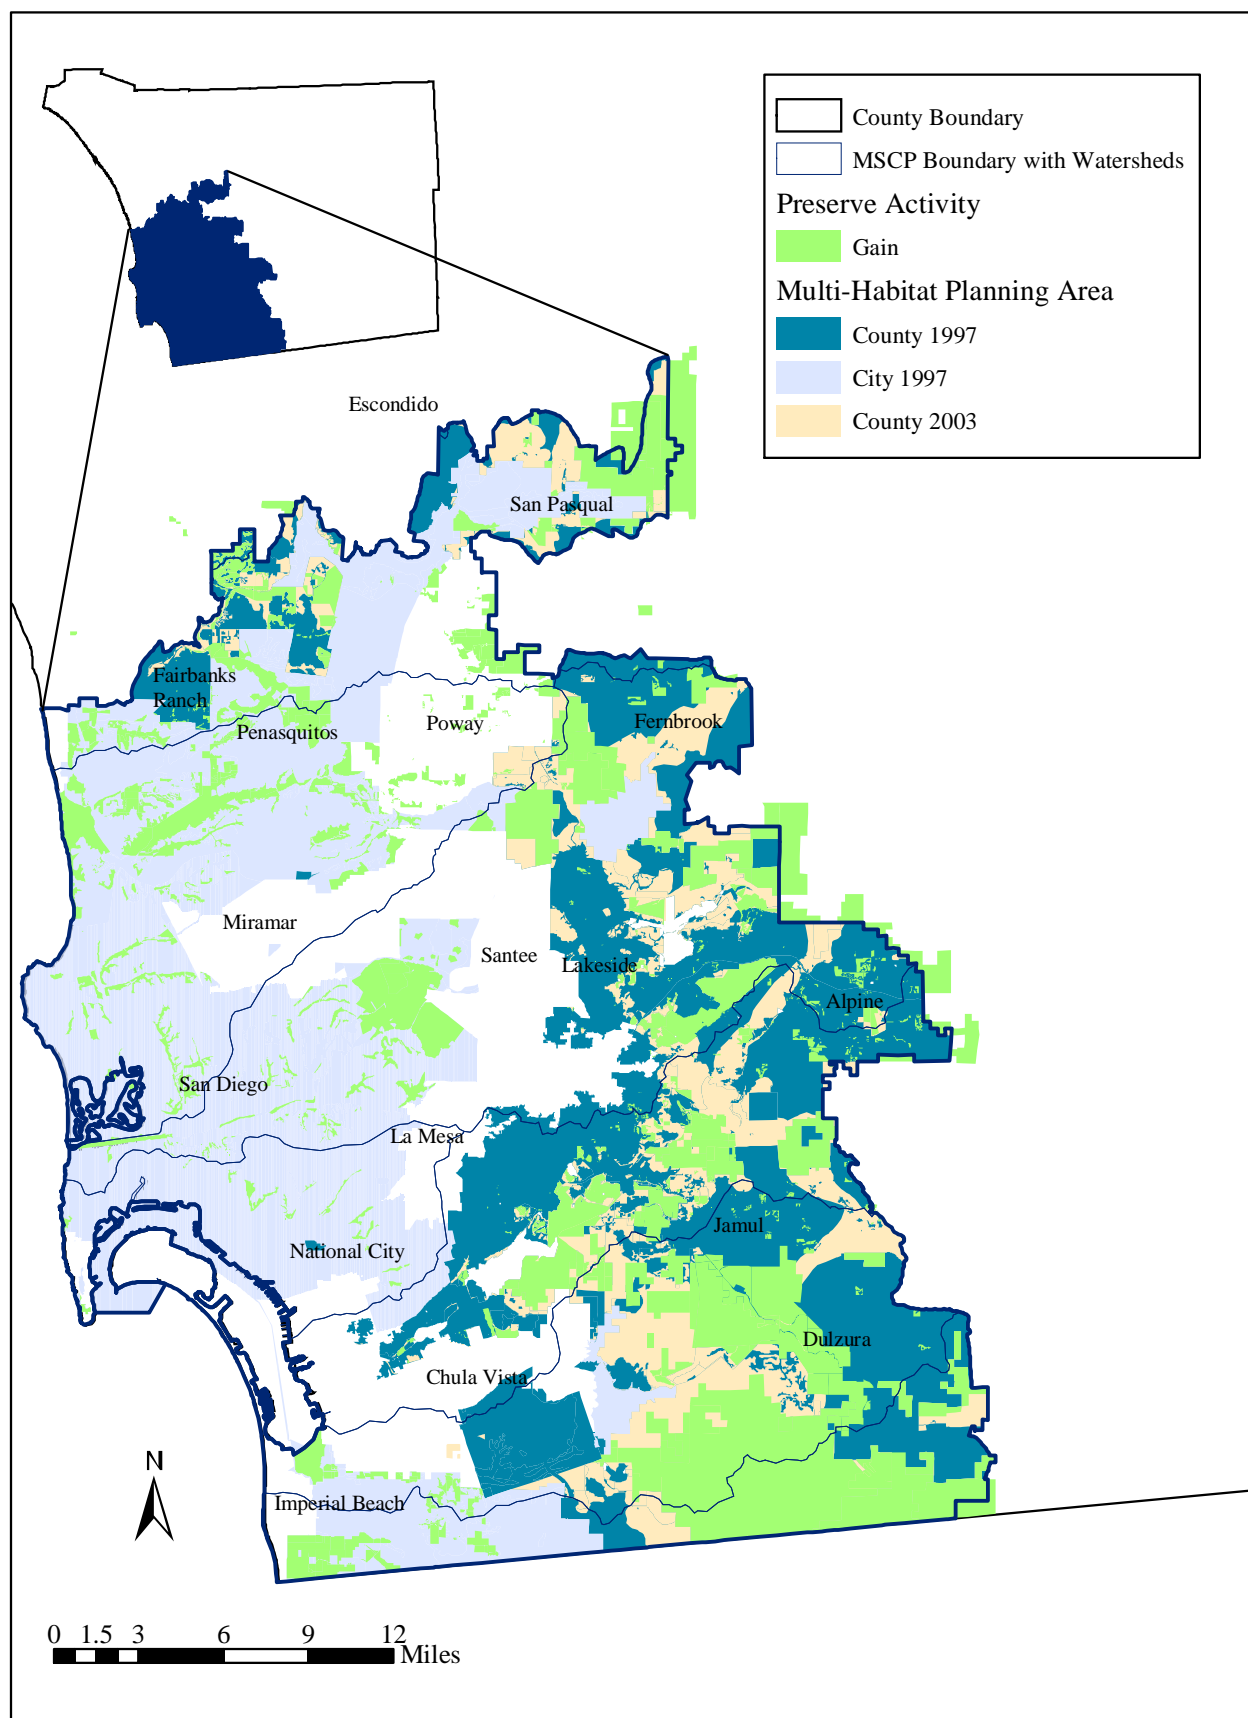 County Boundary
MSCP Boundary with Watersheds
Preserve Activity
Gain
Multi-Habitat Planning Area
County 1997
City 1997
County 2003
Escondido
San Pasqual
Fairbanks
Ranch
Penasquitos
Poway
Fernbrook
Miramar
Santee
Lakeside
Alpine
San Diego
La Mesa
Jamul
National City
Dulzura
Chula Vista
N
Imperial Beach
0 1.5 3 6 9 12
Miles